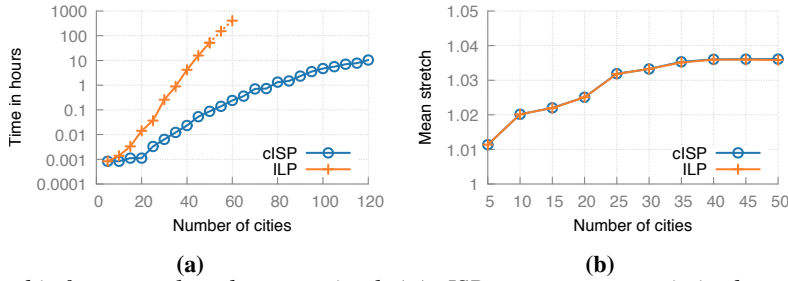 1000
100
10
1
0.1
0.01
0.001
0.0001
Time in hours
cISP
ILP
0 20 40 60 80 100 120
Number of cities
(a)
1.05
1.04
1.03
1.02
1.01
1
Mean stretch
cISP
ILP
5 10 15 20 25 30 35 40 45 50
Number of cities
(b)